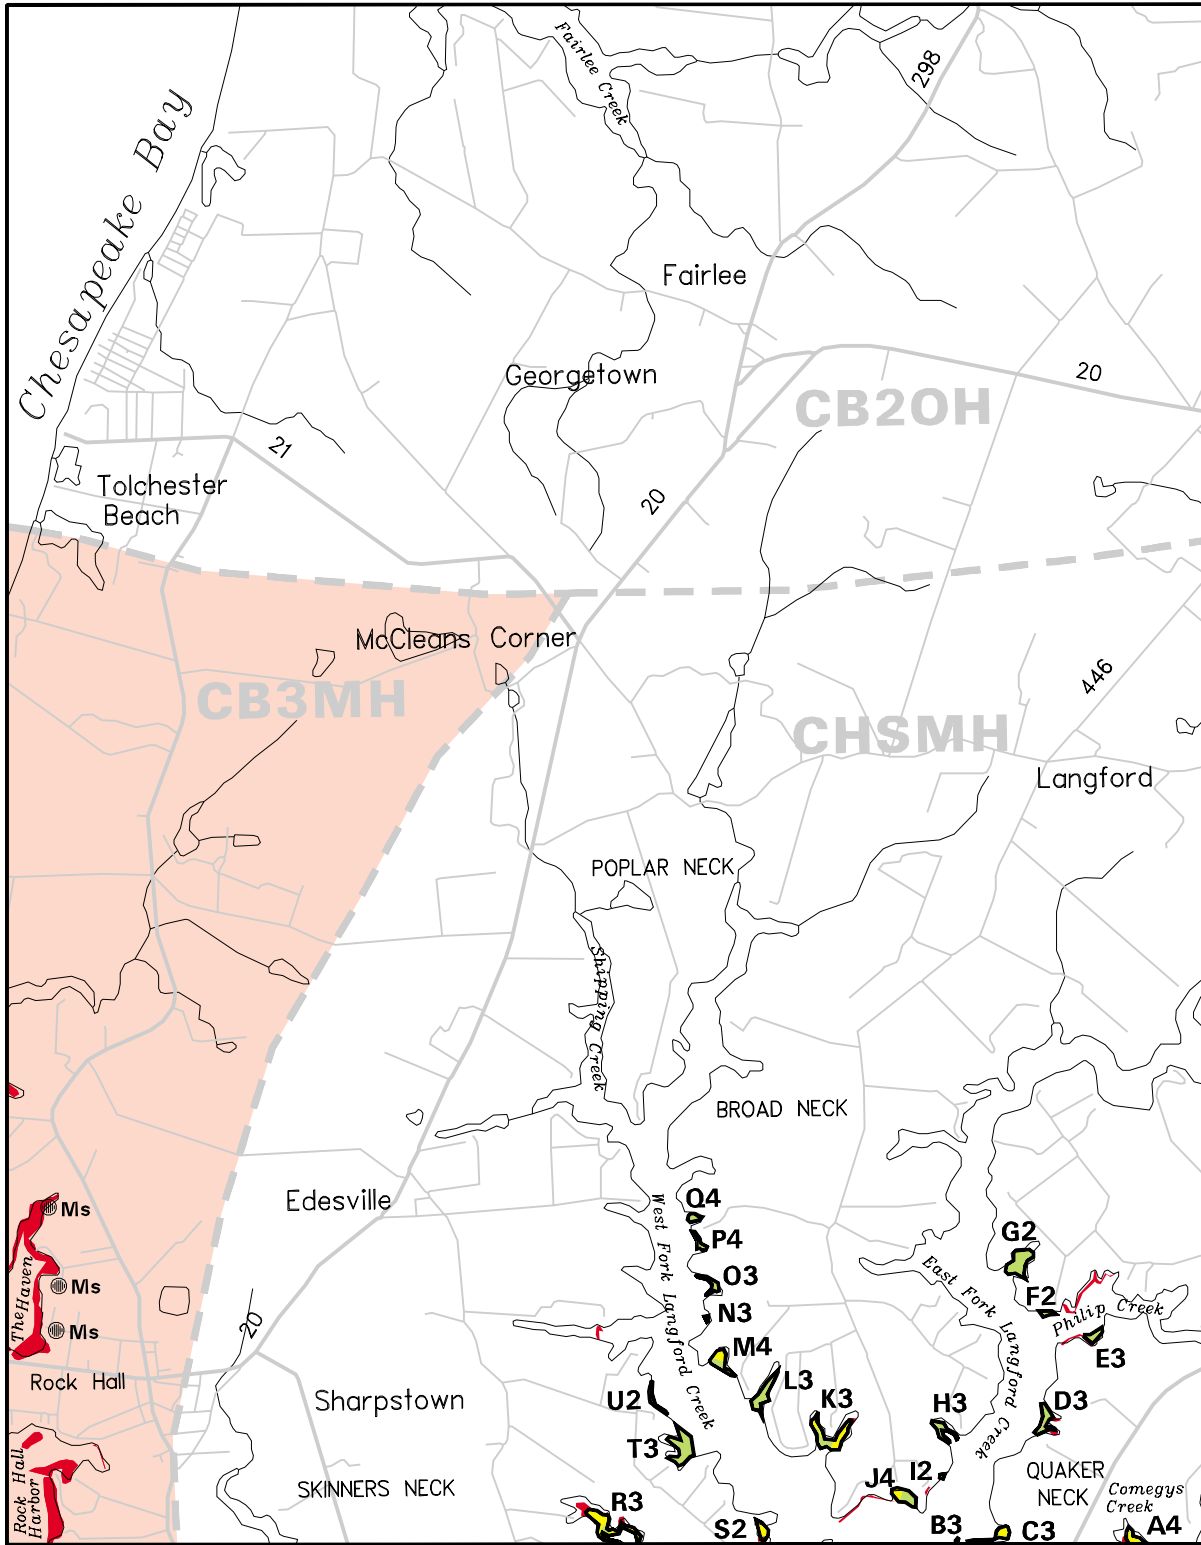 Fairlee Creek
298
Chesapeake Bay
Fairlee
Georgetown
20
CB2OH
21
Tolchester
Beach
20
McCleans Corner
CB3MH
446
CHSMH
Langford
POPLAR NECK
Shipping Creek
BROAD NECK
Edesville
West Fork Langford Creek
Q4
P4
O3
N3
M4
L3
K3
U2
T3
R3
S2
J4
I2
H3
B3
C3
A4
D3
E3
F2
G2
East Fork Langford Creek
Philip Creek
Ms
Ms
Ms
The Haven
20
Rock Hall
Sharpstown
SKINNERS NECK
QUAKER
NECK
Comegys
Creek
Rock Hall
Harbor